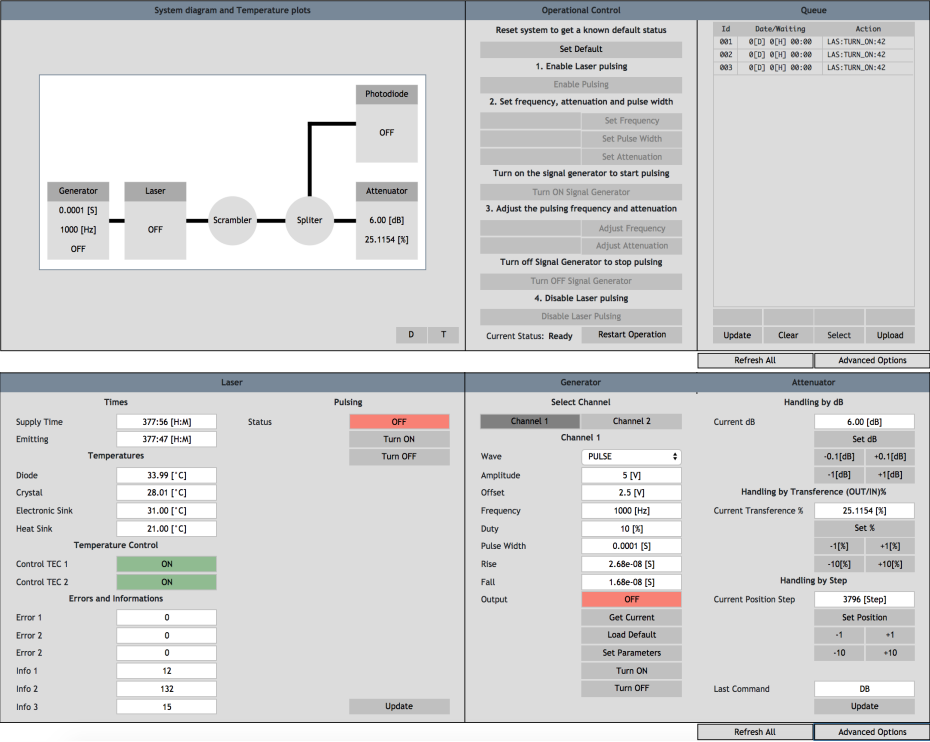 System diagram and Temperature plots
Photodiode
OFF
Generator
0.0001 [S]
1000 [Hz]
OFF
Laser
OFF
Scrambler
Spliter
Attenuator
6.00 [dB]
25.1154 [%]
D T
Operational Control
Reset system to get a known default status
Set Default
1. Enable Laser pulsing
Enable Pulsing
2. Set frequency, attenuation and pulse width
Set Frequency
Set Pulse Width
Set Attenuation
Turn on the signal generator to start pulsing
Turn ON Signal Generator
3. Adjust the pulsing frequency and attenuation
Adjust Frequency
Adjust Attenuation
Turn off Signal Generator to stop pulsing
Turn OFF Signal Generator
4. Disable Laser pulsing
Disable Laser Pulsing
Current Status: Ready Restart Operation
Queue
Id Date/Waiting Action
001 0[D] 0[H] 00:00 LAS:TURN_ON:42
002 0[D] 0[H] 00:00 LAS:TURN_ON:42
003 0[D] 0[H] 00:00 LAS:TURN_ON:42
Update Clear Select Upload
Refresh All Advanced Options
Laser
Times
Supply Time 377:56 [H:M]
Emitting 377:47 [H:M]
Temperatures
Diode 33.99 [°C]
Crystal 28.01 [°C]
Electronic Sink 31.00 [°C]
Heat Sink 21.00 [°C]
Temperature Control
Control TEC 1 ON
Control TEC 2 ON
Errors and Informations
Error 1 0
Error 2 0
Error 2 0
Info 1 12
Info 2 132
Info 3 15
Pulsing
Status OFF
Turn ON
Turn OFF
Update
Generator
Select Channel
Channel 1 Channel 2
Channel 1
Wave PULSE
Amplitude 5 [V]
Offset 2.5 [V]
Frequency 1000 [Hz]
Duty 10 [%]
Pulse Width 0.0001 [S]
Rise 2.68e-08 [S]
Fall 1.68e-08 [S]
Output OFF
Get Current
Load Default
Set Parameters
Turn ON
Turn OFF
Attenuator
Handling by dB
Current dB 6.00 [dB]
Set dB
-0.1[dB] +0.1[dB]
-1[dB] +1[dB]
Handling by Transference (OUT/IN)%
Current Transference % 25.1154 [%]
Set %
-1[%] +1[%]
-10[%] +10[%]
Handling by Step
Current Position Step 3796 [Step]
Set Position
-1 +1
-10 +10
Last Command DB
Update
Refresh All Advanced Options